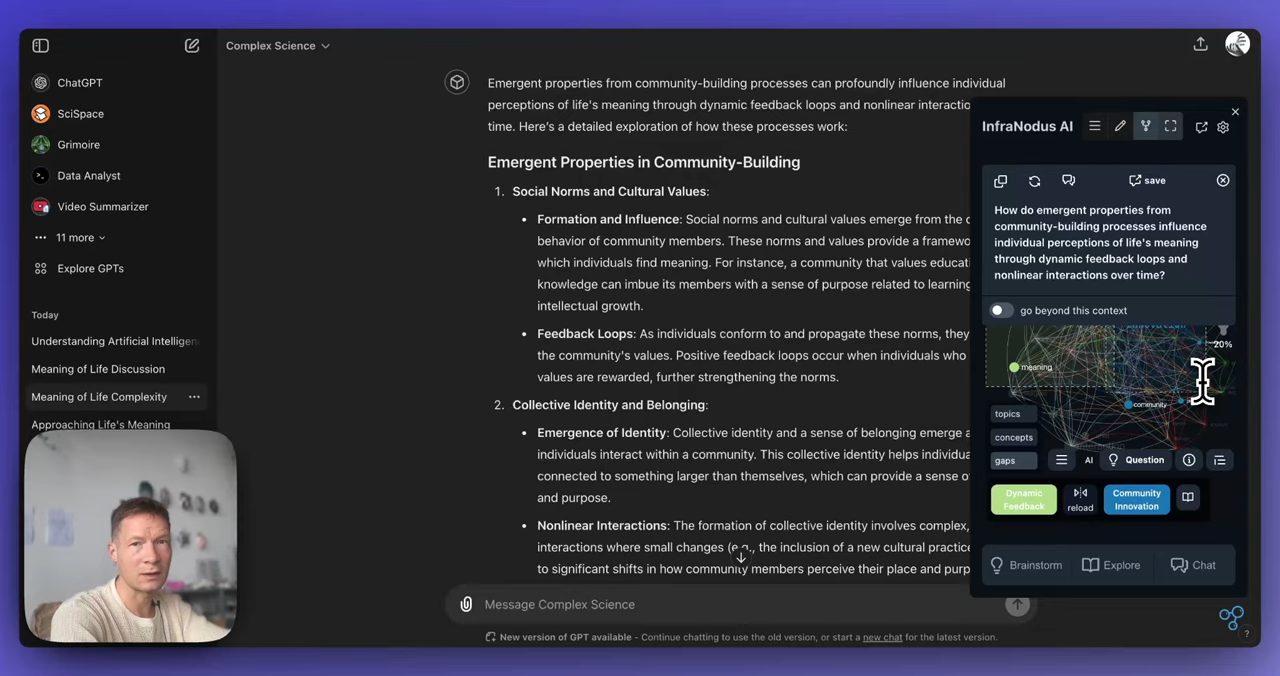 Complex Science
ChatGPT
SciSpace
Grimoire
Data Analyst
Video Summarizer
11 more
Explore GPTs
Today
Understanding Artificial Intelligen
Meaning of Life Discussion
Meaning of Life Complexity
Approaching Life's Meaning
Emergent properties from community-building processes can profoundly influence individual
perceptions of life's meaning through dynamic feedback loops and nonlinear interactio
time. Here's a detailed exploration of how these processes work:
Emergent Properties in Community-Building
1. Social Norms and Cultural Values:
Formation and Influence: Social norms and cultural values emerge from the c
behavior of community members. These norms and values provide a framewo
which individuals find meaning. For instance, a community that values educati
knowledge can imbue its members with a sense of purpose related to learning
intellectual growth.
Feedback Loops: As individuals conform to and propagate these norms, they
the community's values. Positive feedback loops occur when individuals who
values are rewarded, further strengthening the norms.
2. Collective Identity and Belonging:
Emergence of Identity: Collective identity and a sense of belonging emerge a
individuals interact within a community. This collective identity helps individua
connected to something larger than themselves, which can provide a sense o
and purpose.
Nonlinear Interactions: The formation of collective identity involves complex,
interactions where small changes (e.g., the inclusion of a new cultural practice
to significant shifts in how community members perceive their place and purp
Message Complex Science
New version of GPT available - Continue chatting to use the old version, or start a new chat for the latest version.
InfraNodus AI
save
How do emergent properties from
community-building processes influence
individual perceptions of life's meaning
through dynamic feedback loops and
nonlinear interactions over time?
go beyond this context
innovation
20%
meaning
community
topics
concepts
gaps
AI
Question
Dynamic
Feedback
reload
Community
Innovation
Brainstorm
Explore
Chat
?